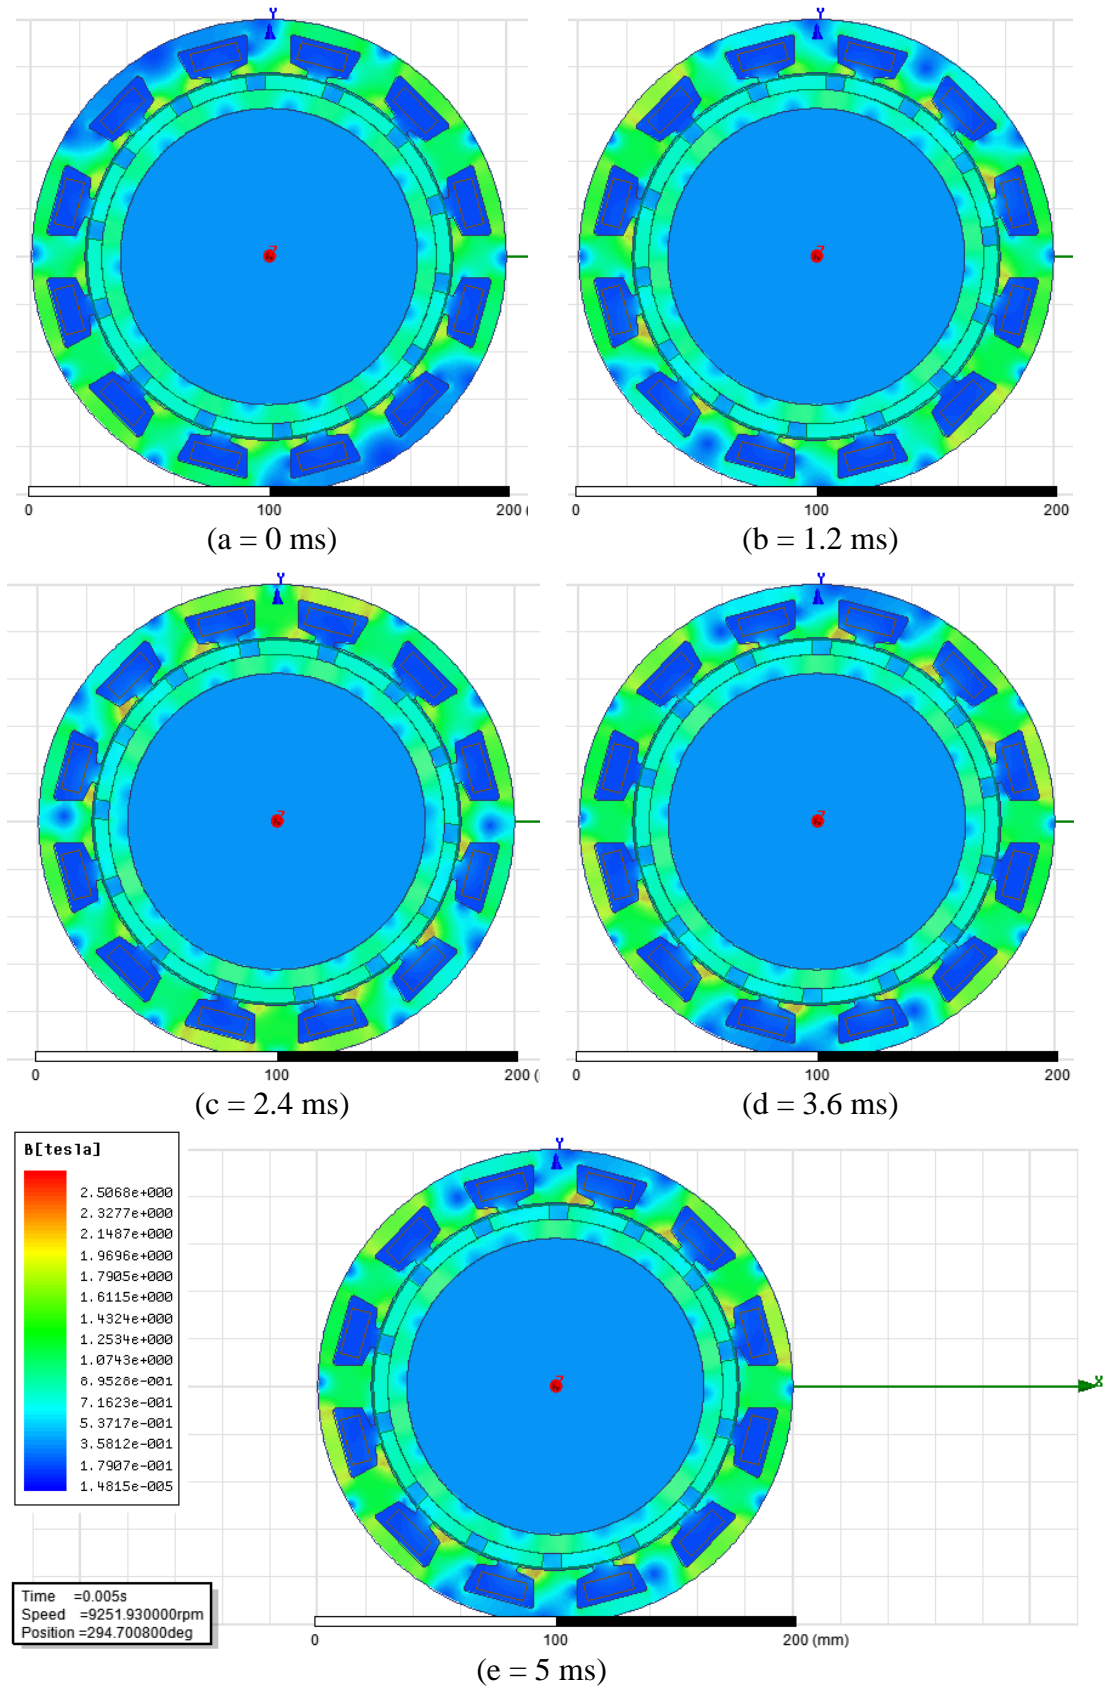 Y Y
Z Z
0 100 200 ( 0 100 200
(a = 0 ms) (b = 1.2 ms)
Y Y
Z Z
0 100 200 ( 0 100 200
(c = 2.4 ms) (d = 3.6 ms)
B[tesla]
2.5068e+000
2.3277e+000
2.1487e+000
1.9696e+000
1.7905e+000
1.6115e+000
1.4324e+000
1.2534e+000
1.0743e+000
8.9528e-001
7.1623e-001
5.3717e-001
3.5812e-001
1.7907e-001
1.4815e-005
Y
Z
X
Time =0.005s
Speed =9251.930000rpm
Position =294.700800deg
0 100 200 (mm)
(e = 5 ms)